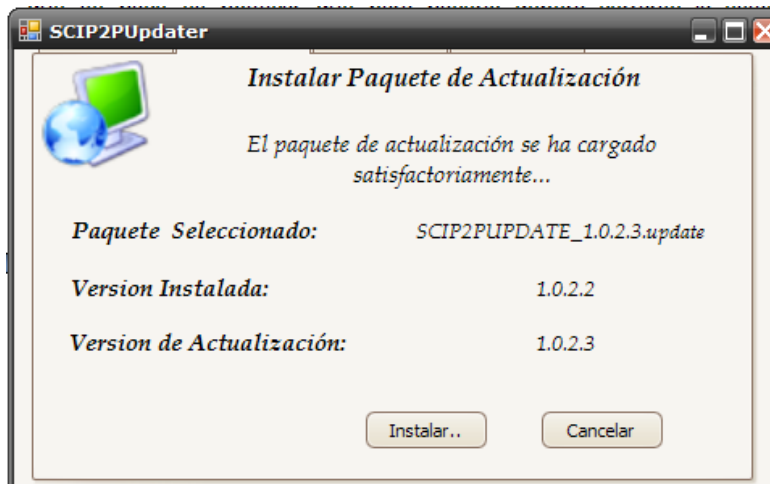 SCIP2PUpdater
Instalar Paquete de Actualización
El paquete de actualización se ha cargado
satisfactoriamente...
Paquete Seleccionado: SCIP2PUPDATE_1.0.2.3.update
Version Instalada: 1.0.2.2
Version de Actualización: 1.0.2.3
Instalar.. Cancelar